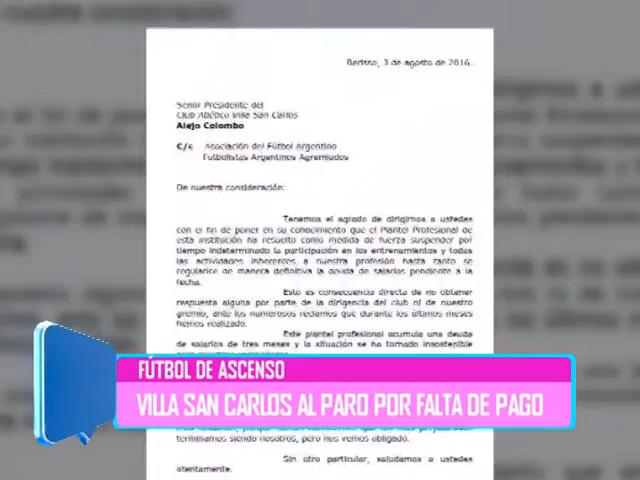 Berisso, 3 de agosto de 2016.
Señor Presidente del
Club Atlético Villa San Carlos
Alejo Colombo
C/c Asociación del Fútbol Argentino
Futbolistas Argentinos Agremiados
De nuestra consideración:
Tenemos el agrado de dirigirnos a ustedes
con el fin de poner en su conocimiento que el Plantel Profesional de
esta institución ha resuelto como medida de fuerza suspender por
tiempo indeterminado la participación en los entrenamientos y todas
las actividades inherentes a nuestra profesión hasta tanto se
regularice de manera definitiva la deuda de salarios pendiente a la
fecha.
Esto es consecuencia directa de no obtener
respuesta alguna por parte de la dirigencia del club ni de nuestro
gremio, ante los numerosos reclamos que durante los últimos meses
hemos realizado.
Este plantel profesional acumula una deuda
de salarios de tres meses y la situación se ha tornado insostenible
FÚTBOL DE ASCENSO
VILLA SAN CARLOS AL PARO POR FALTA DE PAGO
terminamos siendo nosotros, pero nos vemos obligado.
Sin otro particular, saludamos a ustedes
atentamente.